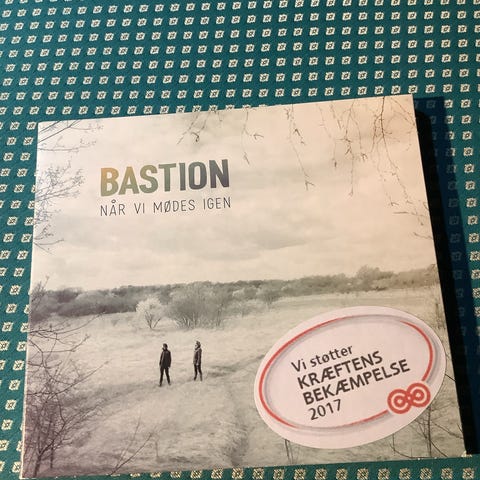 BASTION
NÅR VI MØDES IGEN
Vi støtter
KRÆFTENS
BEKÆMPELSE
2017